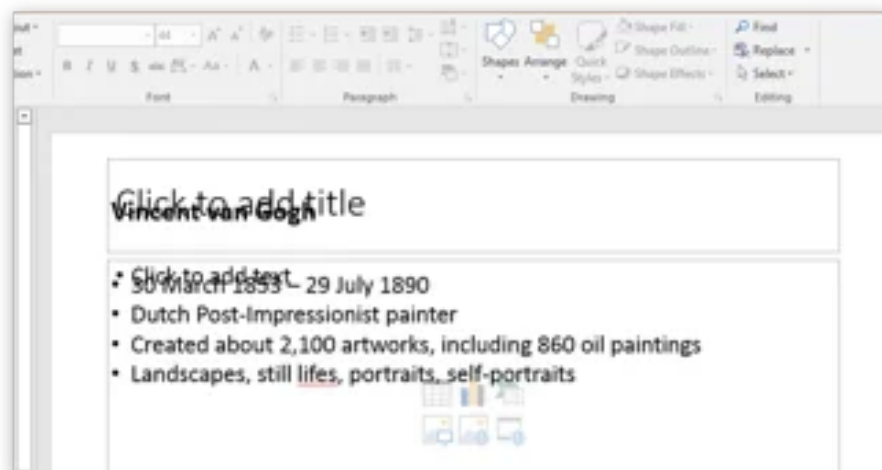 44
Shape Fill
Find
Shape Outline
Replace
Shapes Arrange Quick Styles
Shape Effects
Select
Font Paragraph Drawing Editing
Click to add title
Vincent van Gogh
• Click to add text
• 30 March 1853 – 29 July 1890
• Dutch Post-Impressionist painter
• Created about 2,100 artworks, including 860 oil paintings
• Landscapes, still lifes, portraits, self-portraits